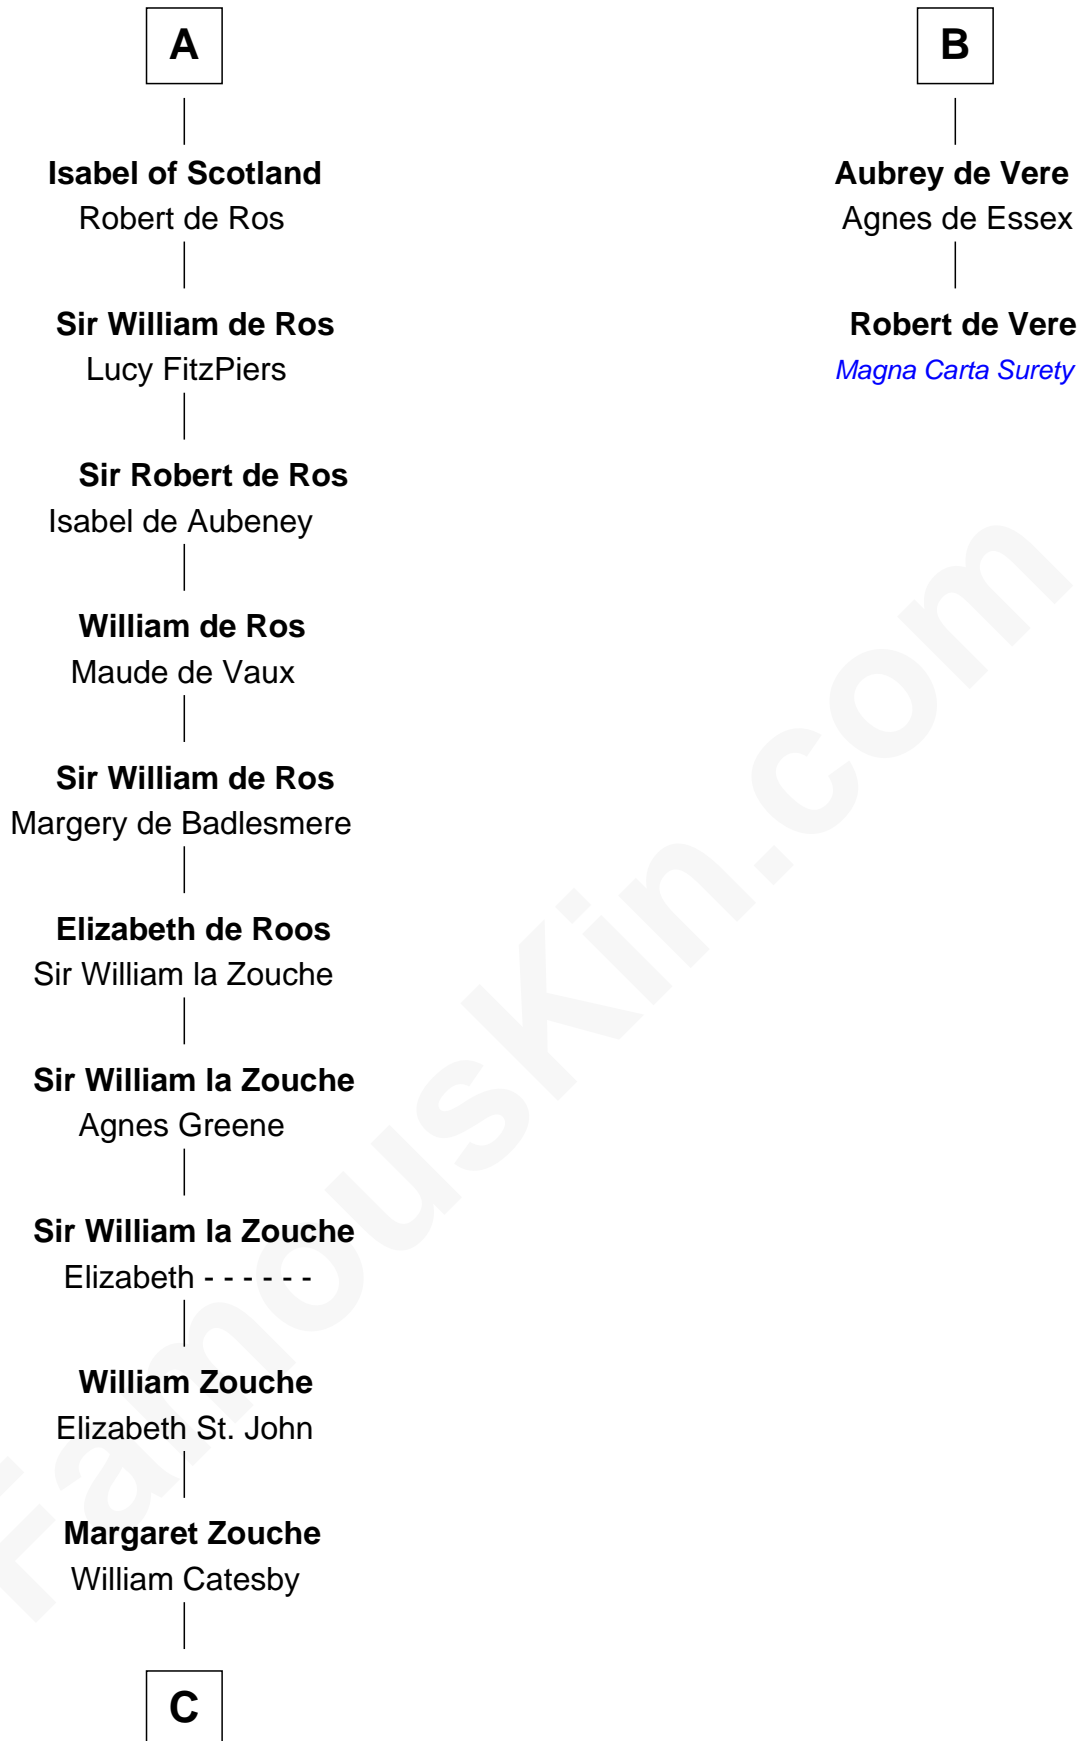 A
Isabel of Scotland
Robert de Ros
Sir William de Ros
Lucy FitzPiers
Sir Robert de Ros
Isabel de Aubeney
William de Ros
Maude de Vaux
Sir William de Ros
Margery de Badlesmere
Elizabeth de Roos
Sir William la Zouche
Sir William la Zouche
Agnes Greene
Sir William la Zouche
Elizabeth - - - - - -
William Zouche
Elizabeth St. John
Margaret Zouche
William Catesby
C
B
Aubrey de Vere
Agnes de Essex
Robert de Vere
Magna Carta Surety
FamousKin.com